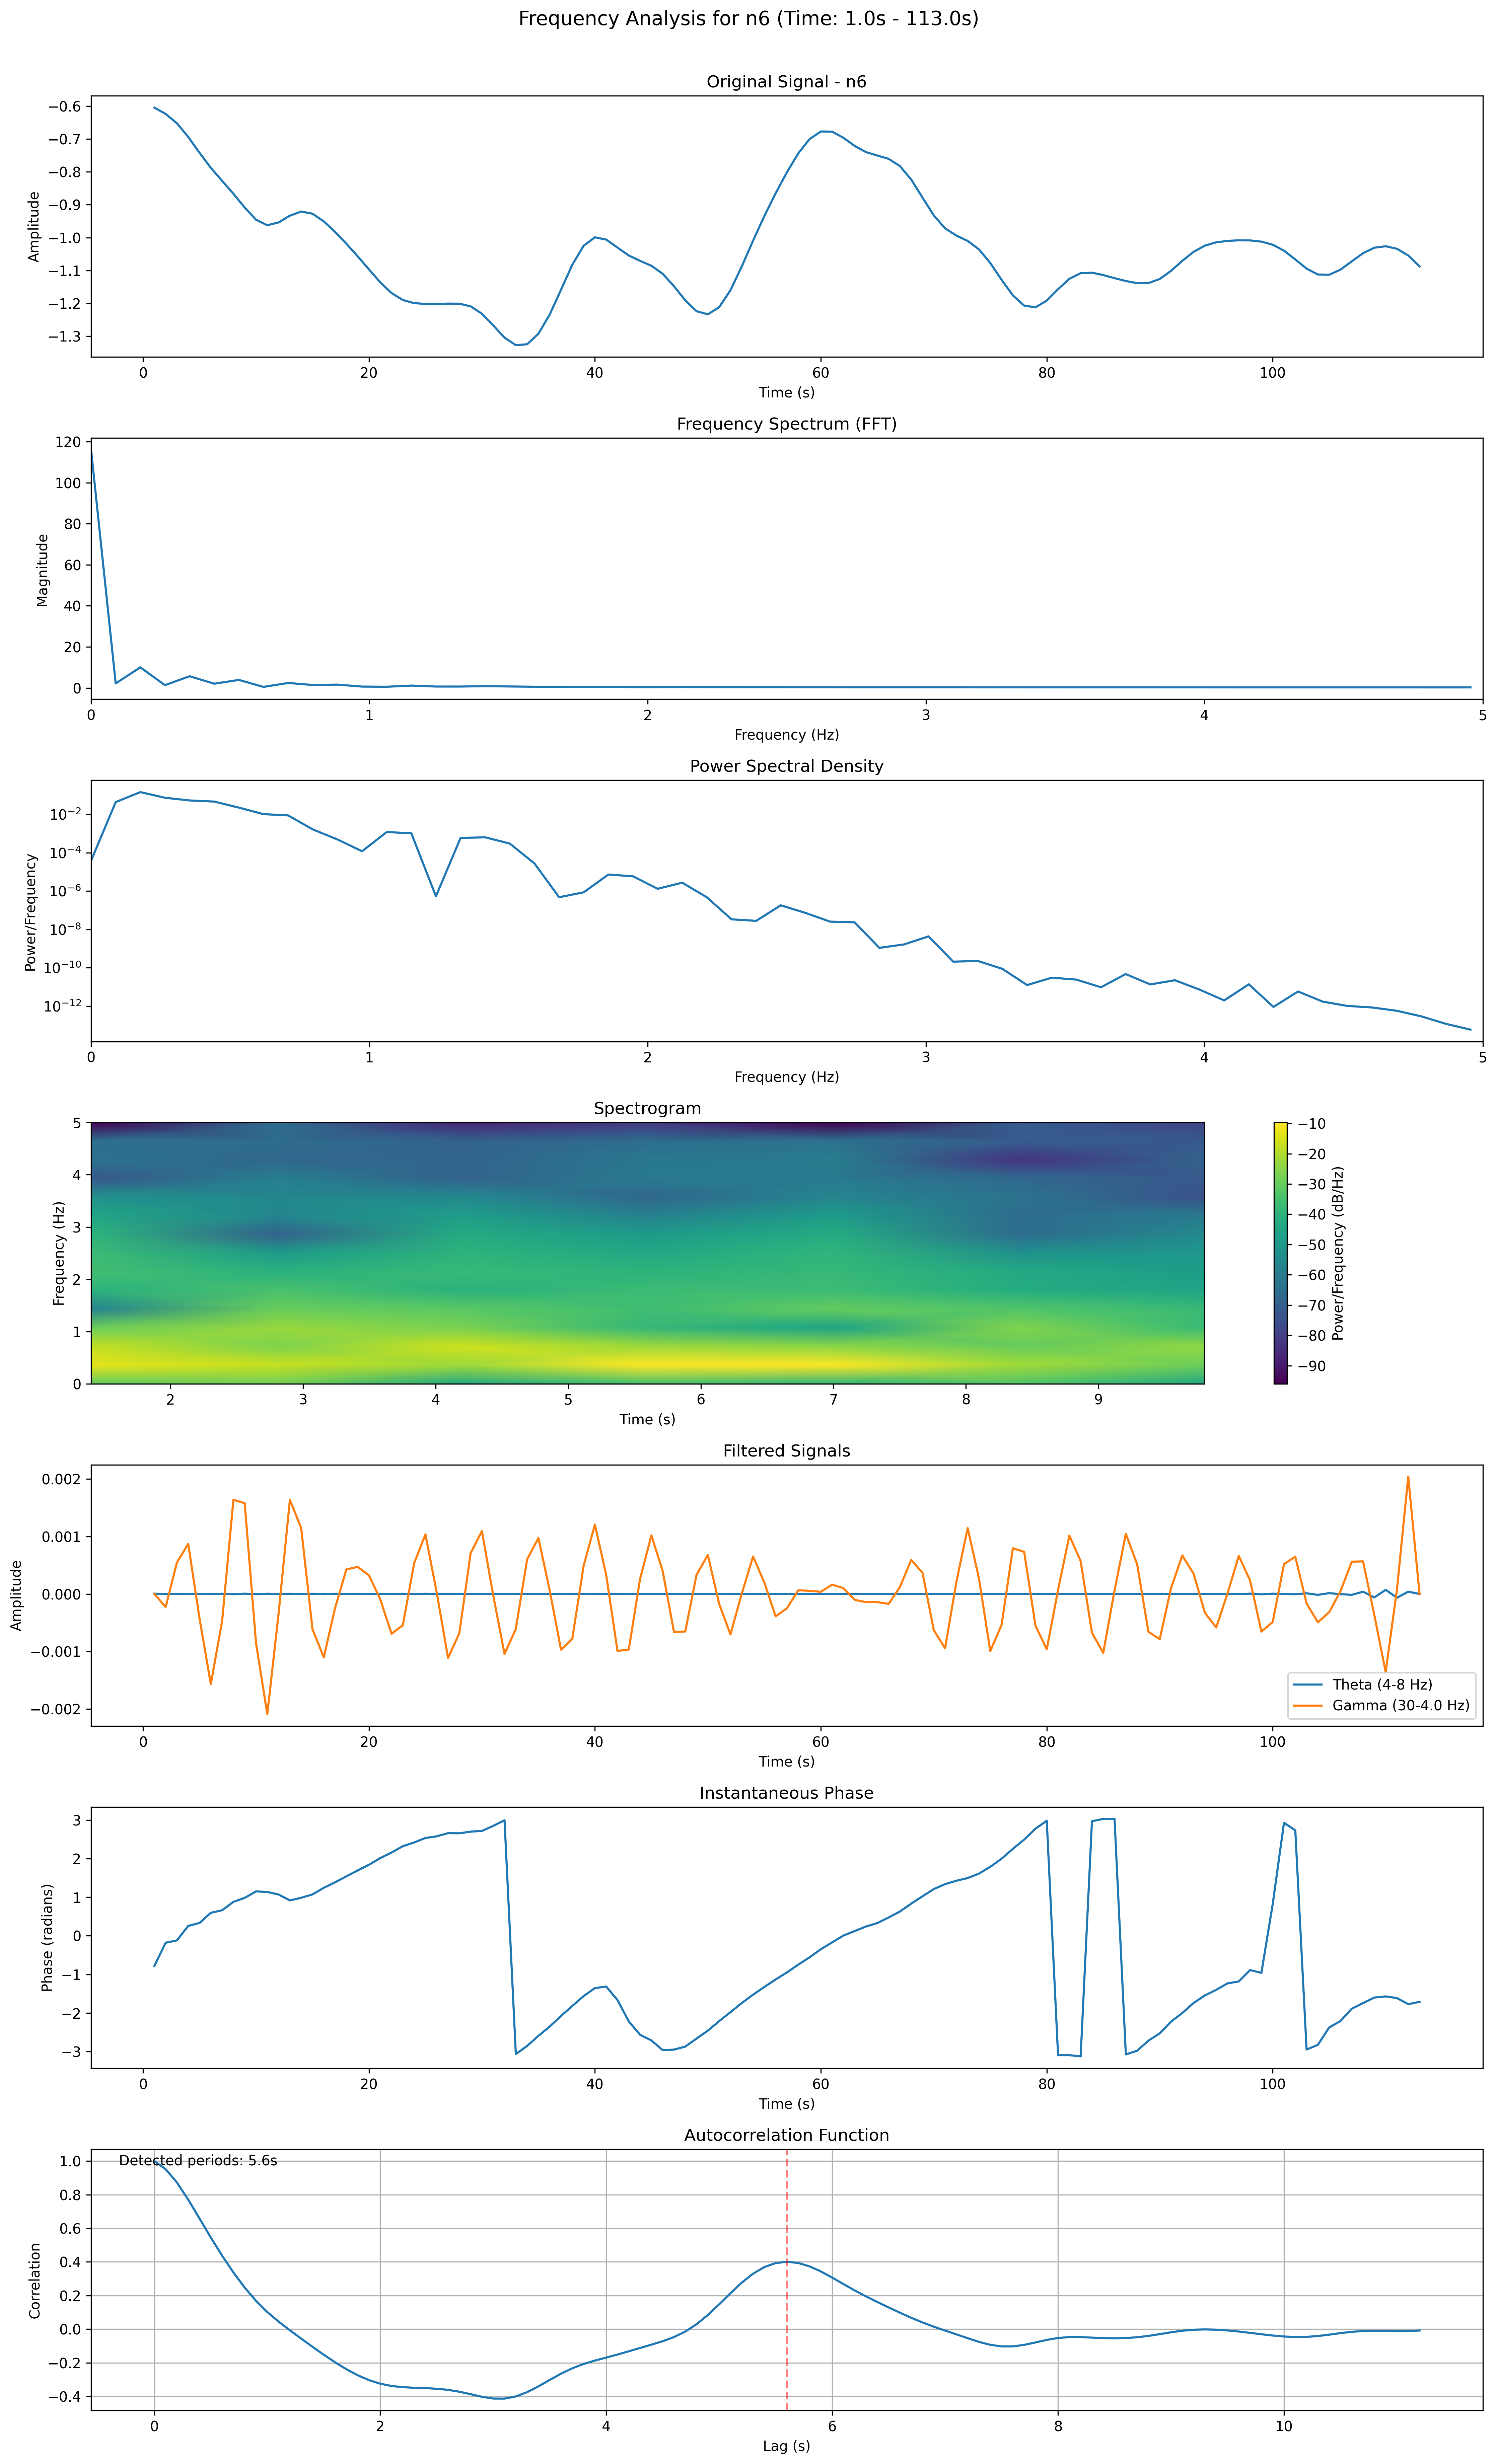 Frequency Analysis for n6 (Time: 1.0s - 113.0s)
Original Signal - n6
Amplitude
−0.6
−0.7
−0.8
−0.9
−1.0
−1.1
−1.2
−1.3
0 20 40 60 80 100
Time (s)
Frequency Spectrum (FFT)
Magnitude
120
100
80
60
40
20
0
0 1 2 3 4 5
Frequency (Hz)
Power Spectral Density
Power/Frequency
10⁻²
10⁻⁴
10⁻⁶
10⁻⁸
10⁻¹⁰
10⁻¹²
0 1 2 3 4 5
Frequency (Hz)
Spectrogram
Frequency (Hz)
5
4
3
2
1
0
2 3 4 5 6 7 8 9
Time (s)
−10
−20
−30
−40
−50
−60
−70
−80
−90
Power/Frequency (dB/Hz)
Filtered Signals
Amplitude
0.002
0.001
0.000
−0.001
−0.002
Theta (4-8 Hz)
Gamma (30-4.0 Hz)
0 20 40 60 80 100
Time (s)
Instantaneous Phase
Phase (radians)
3
2
1
0
−1
−2
−3
0 20 40 60 80 100
Time (s)
Autocorrelation Function
Detected periods: 5.6s
Correlation
1.0
0.8
0.6
0.4
0.2
0.0
−0.2
−0.4
0 2 4 6 8 10
Lag (s)